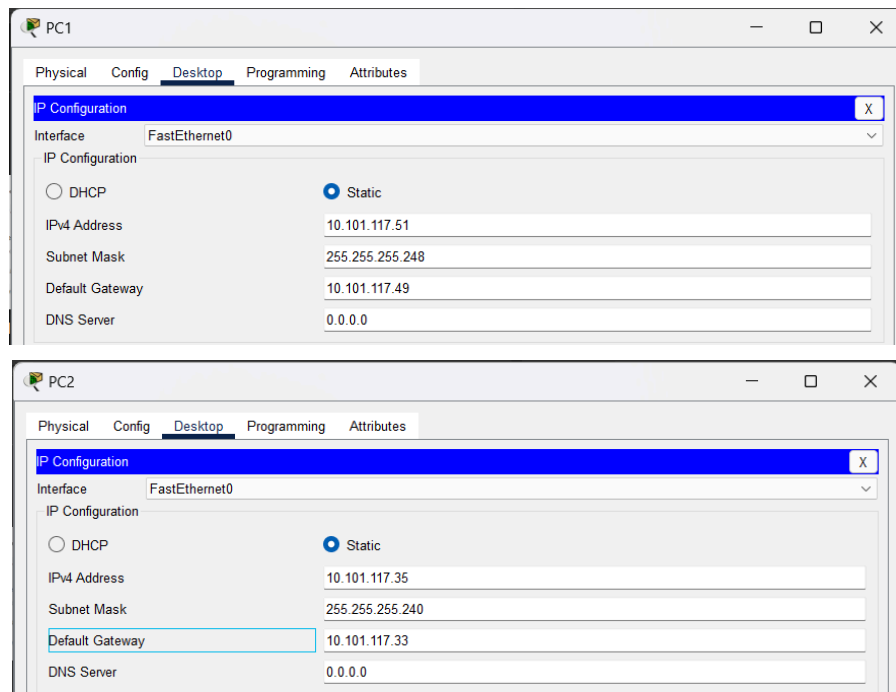 PC1
Physical Config Desktop Programming Attributes
IP Configuration X
Interface FastEthernet0
IP Configuration
DHCP Static
IPv4 Address 10.101.117.51
Subnet Mask 255.255.255.248
Default Gateway 10.101.117.49
DNS Server 0.0.0.0
PC2
Physical Config Desktop Programming Attributes
IP Configuration X
Interface FastEthernet0
IP Configuration
DHCP Static
IPv4 Address 10.101.117.35
Subnet Mask 255.255.255.240
Default Gateway 10.101.117.33
DNS Server 0.0.0.0